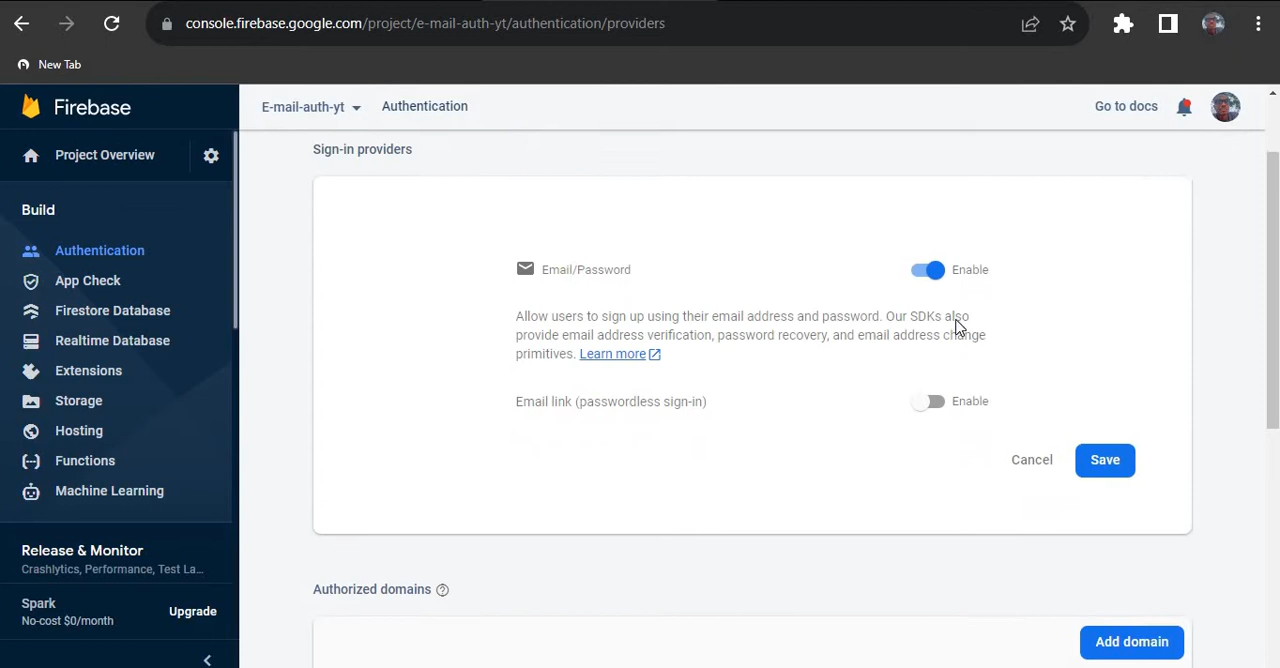 console.firebase.google.com/project/e-mail-auth-yt/authentication/providers
New Tab
Firebase
E-mail-auth-yt
Authentication
Go to docs
Project Overview
Build
Authentication
App Check
Firestore Database
Realtime Database
Extensions
Storage
Hosting
Functions
Machine Learning
Release & Monitor
Crashlytics, Performance, Test La...
Spark
No-cost $0/month
Upgrade
Sign-in providers
Email/Password
Enable
Allow users to sign up using their email address and password. Our SDKs also
provide email address verification, password recovery, and email address change
primitives. Learn more
Email link (passwordless sign-in)
Enable
Cancel
Save
Authorized domains
Add domain